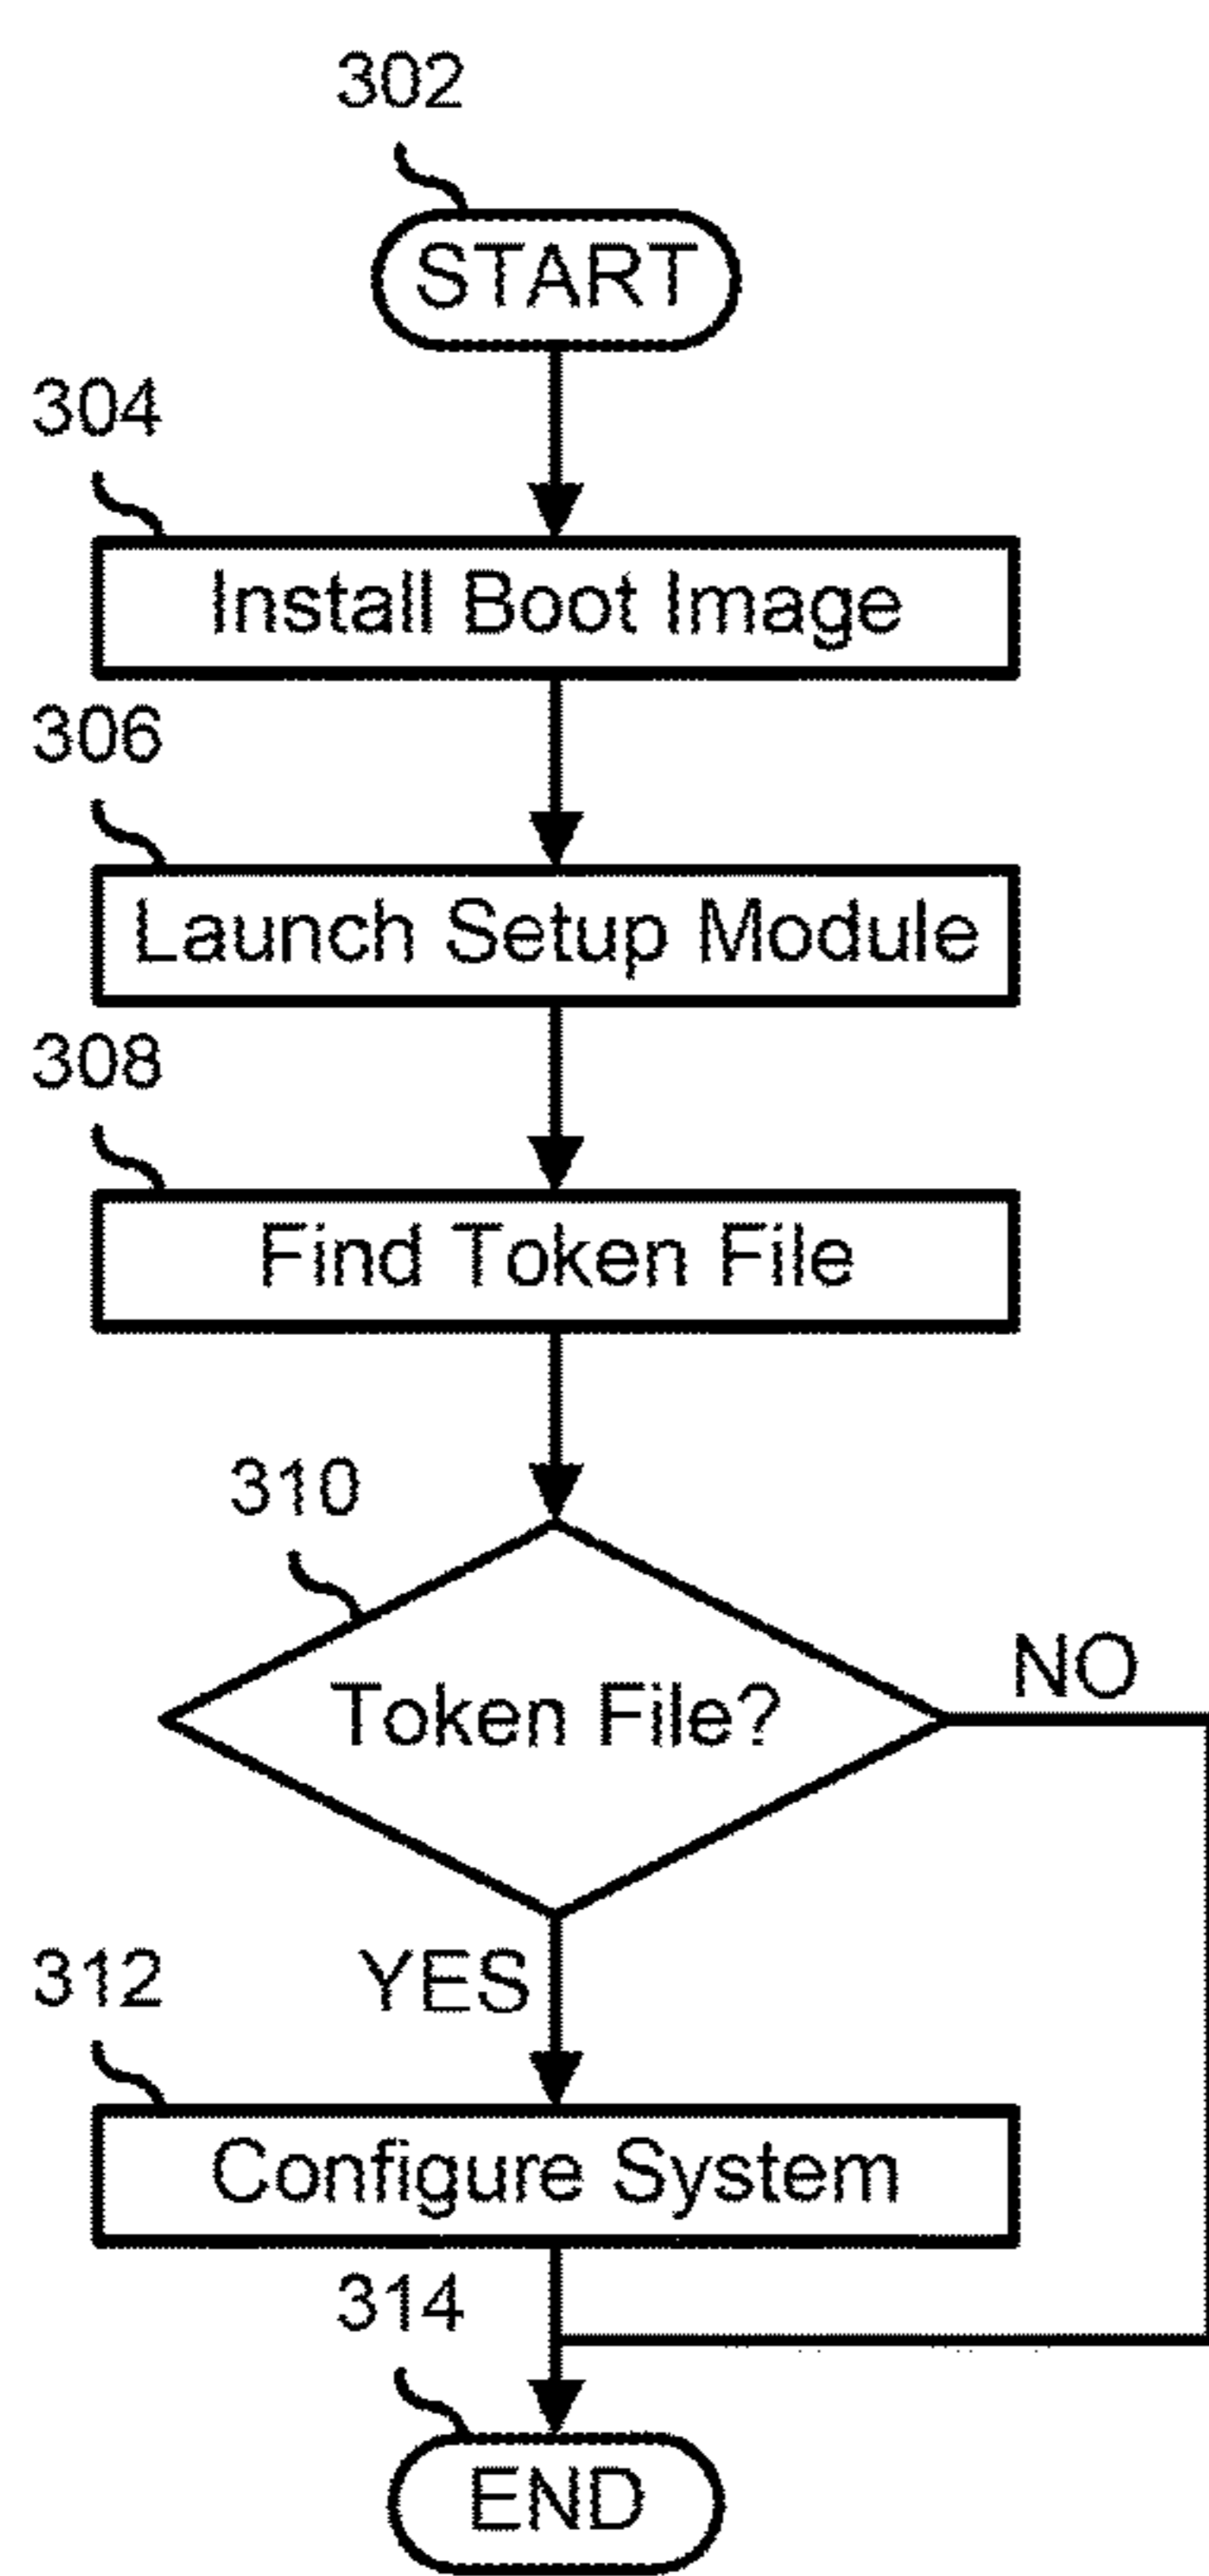 302
START
304
Install Boot Image
306
Launch Setup Module
308
Find Token File
310
Token File?
NO
YES
312
Configure System
314
END